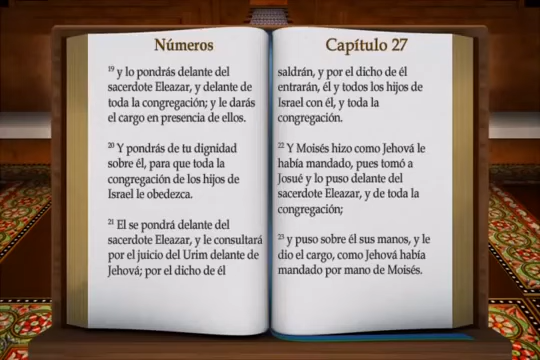 Números
¹⁹ y lo pondrás delante del
sacerdote Eleazar, y delante de
toda la congregación; y le darás
el cargo en presencia de ellos.
²⁰ Y pondrás de tu dignidad
sobre él, para que toda la
congregación de los hijos de
Israel le obedezca.
²¹ El se pondrá delante del
sacerdote Eleazar, y le consultará
por el juicio del Urim delante de
Jehová; por el dicho de él
Capítulo 27
saldrán, y por el dicho de él
entrarán, él y todos los hijos de
Israel con él, y toda la
congregación.
²² Y Moisés hizo como Jehová le
había mandado, pues tomó a
Josué y lo puso delante del
sacerdote Eleazar, y de toda la
congregación;
²³ y puso sobre él sus manos, y le
dio el cargo, como Jehová había
mandado por mano de Moisés.